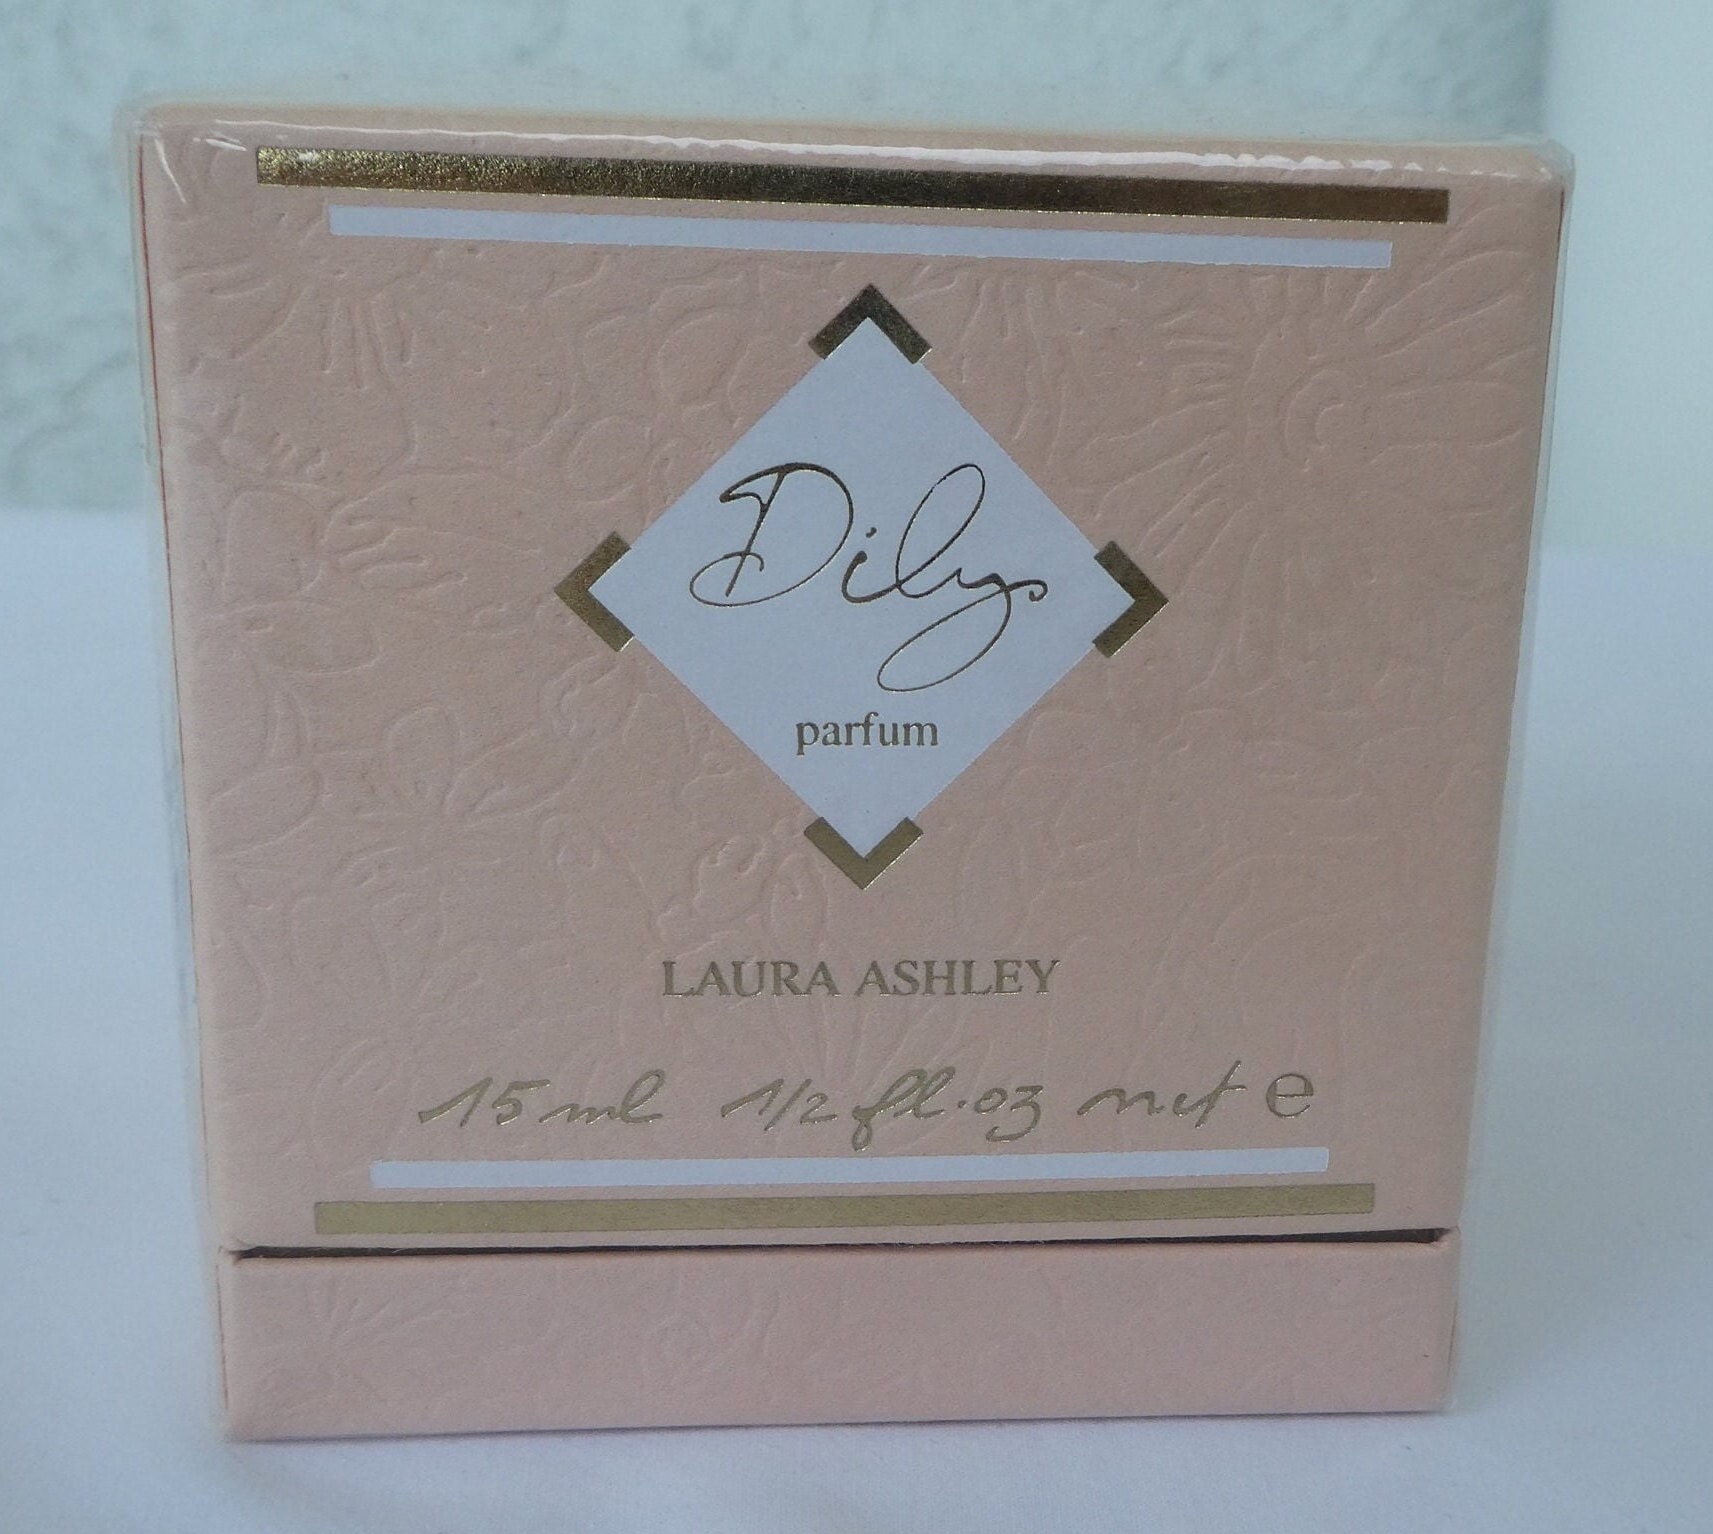 Dilys
parfum
LAURA ASHLEY
15 ml 1/2 fl.oz net e